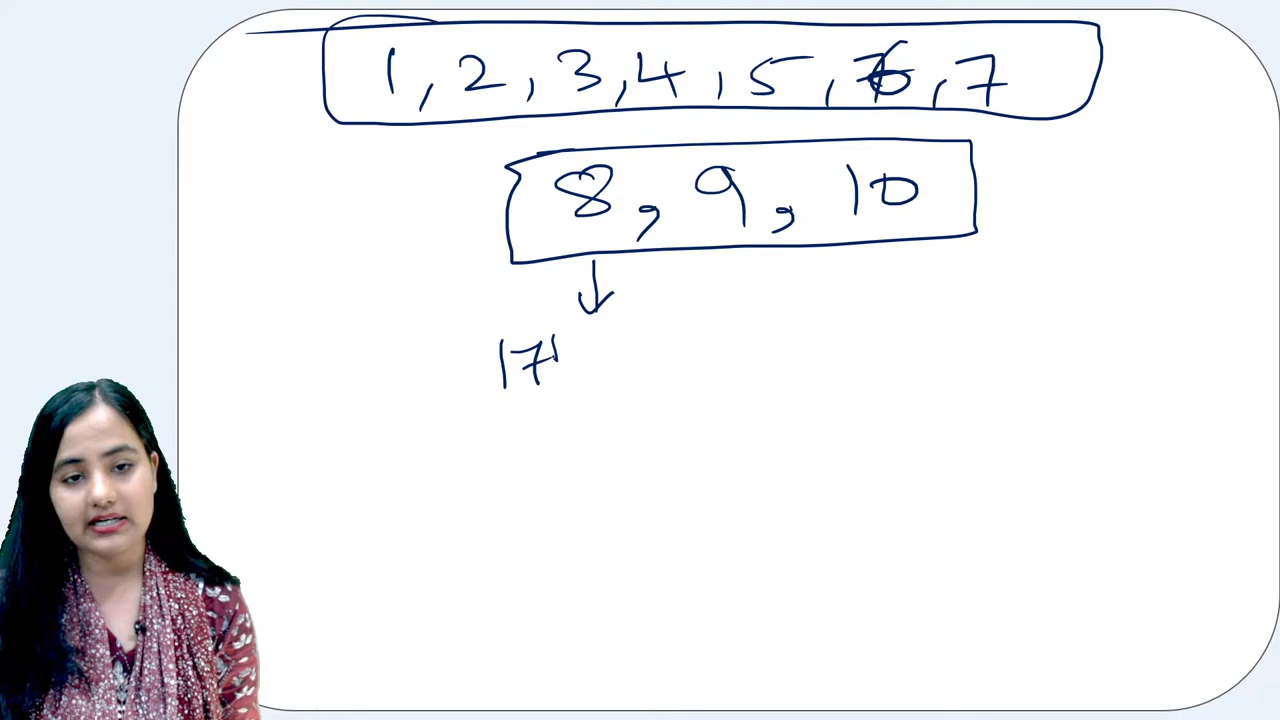 1, 2, 3, 4, 5, 6, 7
8, 9, 10
↓
17